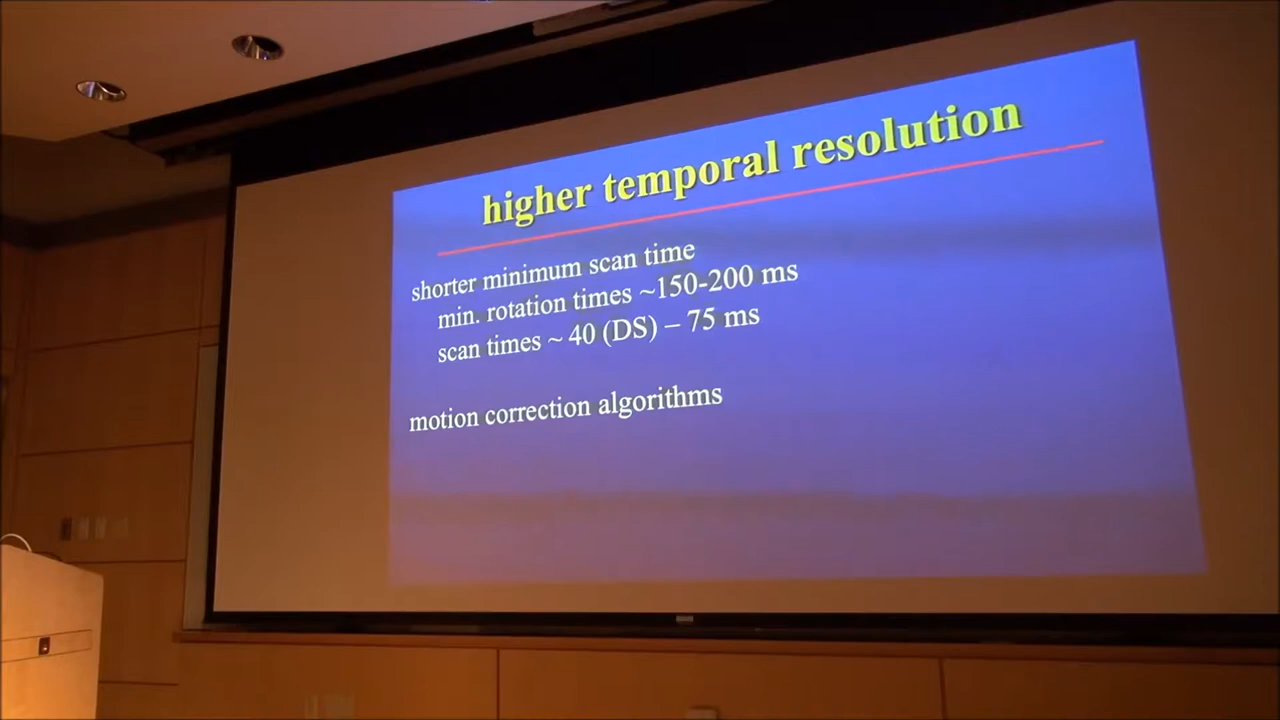 higher temporal resolution
shorter minimum scan time
min. rotation times ~150-200 ms
scan times ~ 40 (DS) – 75 ms
motion correction algorithms